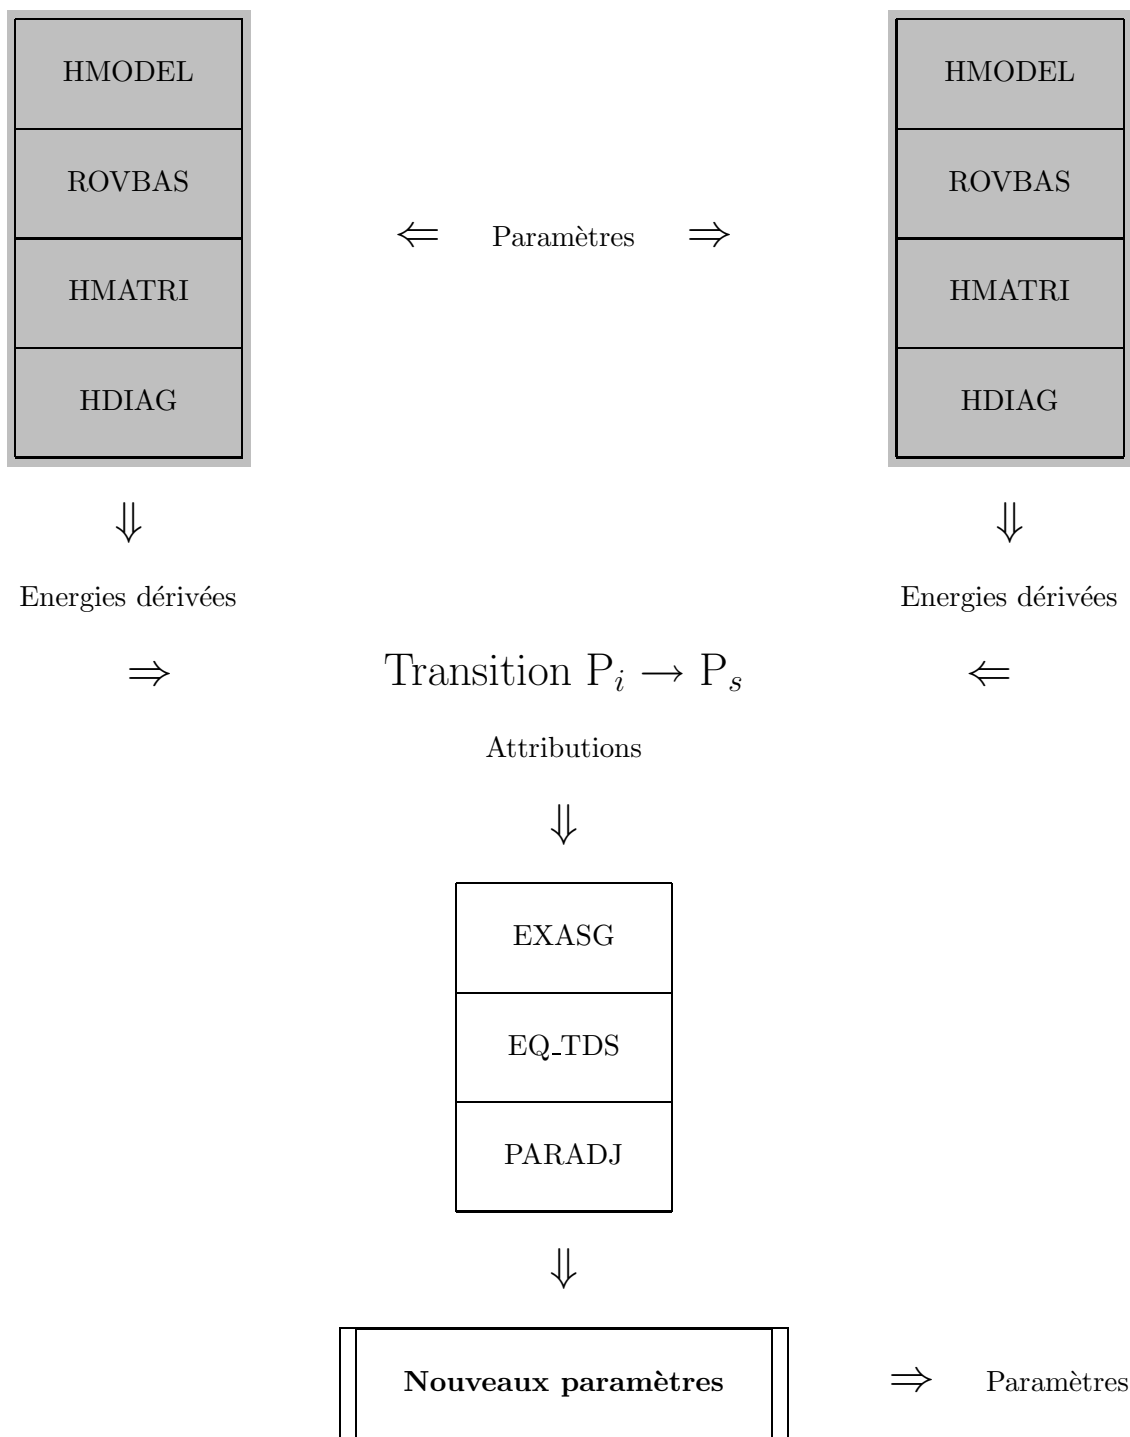 HMODEL HMODEL
ROVBAS ROVBAS
⇐ Paramètres ⇒
HMATRI HMATRI
HDIAG HDIAG
⇓ ⇓
Energies dérivées Energies dérivées
⇒ Transition P_i → P_s ⇐
Attributions
⇓
EXASG
EQ_TDS
PARADJ
⇓
Nouveaux paramètres ⇒ Paramètres